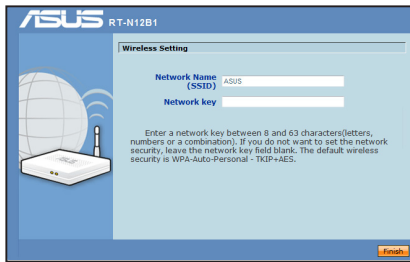 ASUS RT-N12B1
Wireless Setting
Network Name (SSID) ASUS
Network key
Enter a network key between 8 and 63 characters(letters,
numbers or a combination). If you do not want to set the network
security, leave the network key field blank. The default wireless
security is WPA-Auto-Personal - TKIP+AES.
Finish